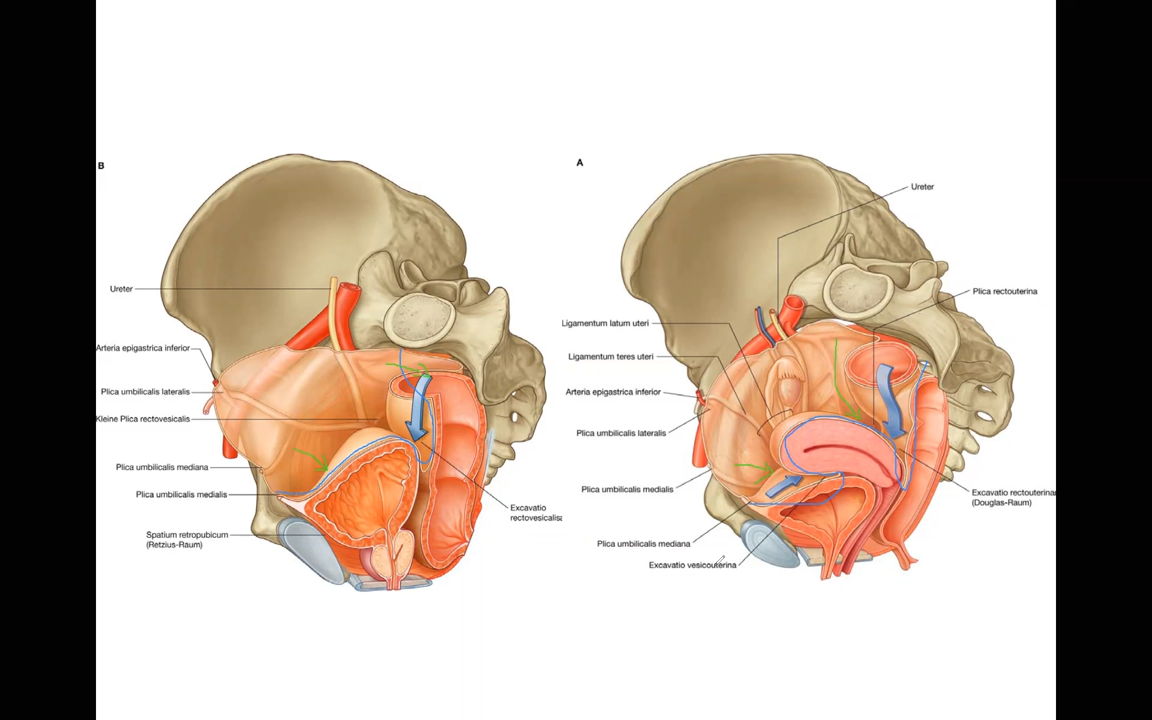 B
Ureter
Arteria epigastrica inferior
Plica umbilicalis lateralis
Kleine Plica rectovesicalis
Plica umbilicalis mediana
Plica umbilicalis medialis
Spatium retropubicum
(Retzius-Raum)
Excavatio
rectovesicalis
A
Ureter
Plica rectouterina
Ligamentum latum uteri
Ligamentum teres uteri
Arteria epigastrica inferior
Plica umbilicalis lateralis
Plica umbilicalis medialis
Plica umbilicalis mediana
Excavatio vesicouterina
Excavatio rectouterina
(Douglas-Raum)